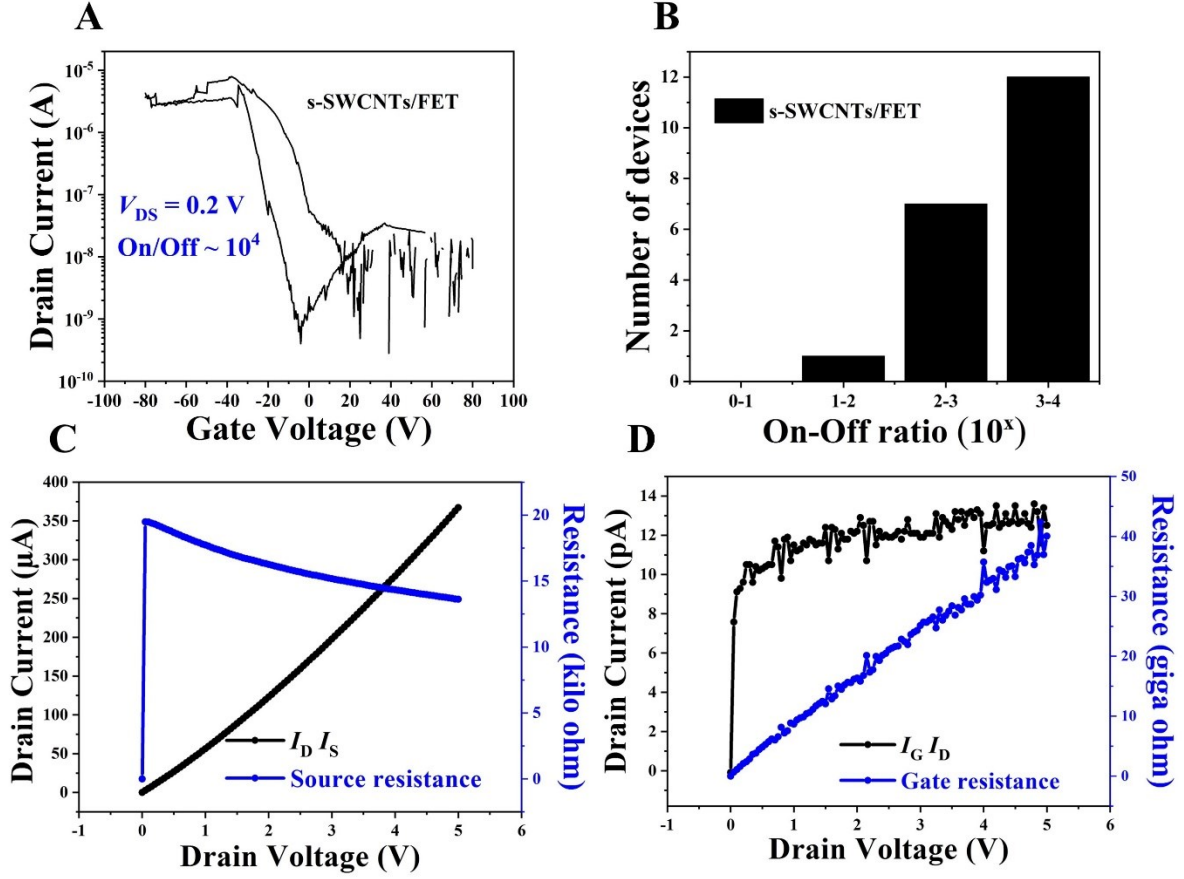 A
Drain Current (A)
10⁻⁵
10⁻⁶
10⁻⁷
10⁻⁸
10⁻⁹
10⁻¹⁰
s-SWCNTs/FET
V_DS = 0.2 V
On/Off ~ 10⁴
-100 -80 -60 -40 -20 0 20 40 60 80 100
Gate Voltage (V)
B
Number of devices
12
10
8
6
4
2
0
s-SWCNTs/FET
0-1 1-2 2-3 3-4
On-Off ratio (10ˣ)
C
Drain Current (µA)
400
350
300
250
200
150
100
50
0
I_D I_S
Source resistance
20
15
10
5
0
Resistance (kilo ohm)
-1 0 1 2 3 4 5 6
Drain Voltage (V)
D
Drain Current (pA)
14
12
10
8
6
4
2
0
I_G I_D
Gate resistance
50
40
30
20
10
0
Resistance (giga ohm)
-1 0 1 2 3 4 5 6
Drain Voltage (V)